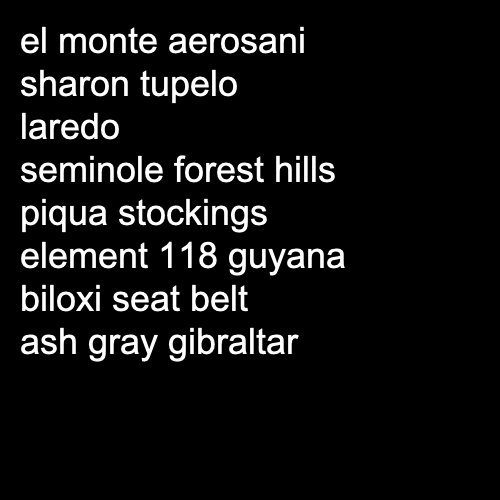 el monte aerosani
sharon tupelo
laredo
seminole forest hills
piqua stockings
element 118 guyana
biloxi seat belt
ash gray gibraltar